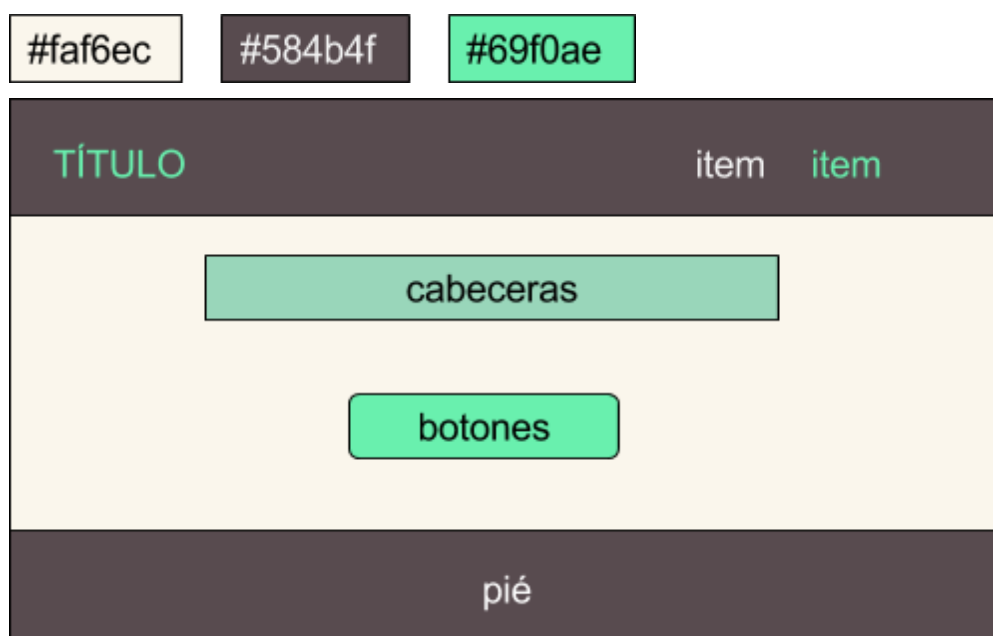 #faf6ec #584b4f #69f0ae
TÍTULO item item
cabeceras
botones
pié